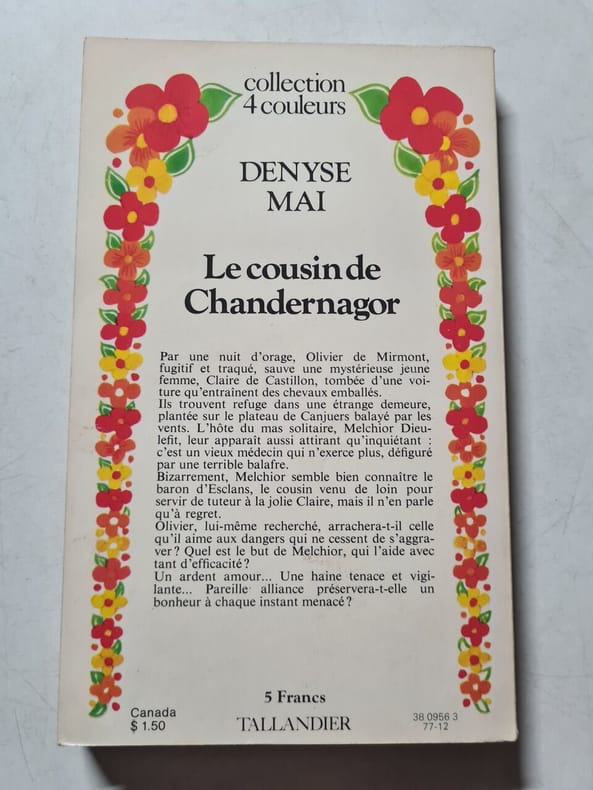 collection
4 couleurs
DENYSE
MAI
Le cousin de
Chandernagor
Par une nuit d'orage, Olivier de Mirmont,
fugitif et traqué, sauve une mystérieuse jeune
femme, Claire de Castillon, tombée d'une voi-
ture qu'entraînent des chevaux emballés.
Ils trouvent refuge dans une étrange demeure,
plantée sur le plateau de Canjuers balayé par les
vents. L'hôte du mas solitaire, Melchior Dieu-
lefit, leur apparaît aussi attirant qu'inquiétant :
c'est un vieux médecin qui n'exerce plus, défiguré
par une terrible balafre.
Bizarrement, Melchior semble bien connaître le
baron d'Esclans, le cousin venu de loin pour
servir de tuteur à la jolie Claire, mais il n'en parle
qu'à regret.
Olivier, lui-même recherché, arrachera-t-il celle
qu'il aime aux dangers qui ne cessent de s'aggra-
ver ? Quel est le but de Melchior, qui l'aide avec
tant d'efficacité ?
Un ardent amour... Une haine tenace et vigi-
lante... Pareille alliance préservera-t-elle un
bonheur à chaque instant menacé ?
5 Francs
Canada
$ 1.50
TALLANDIER
38 0956 3
77-12